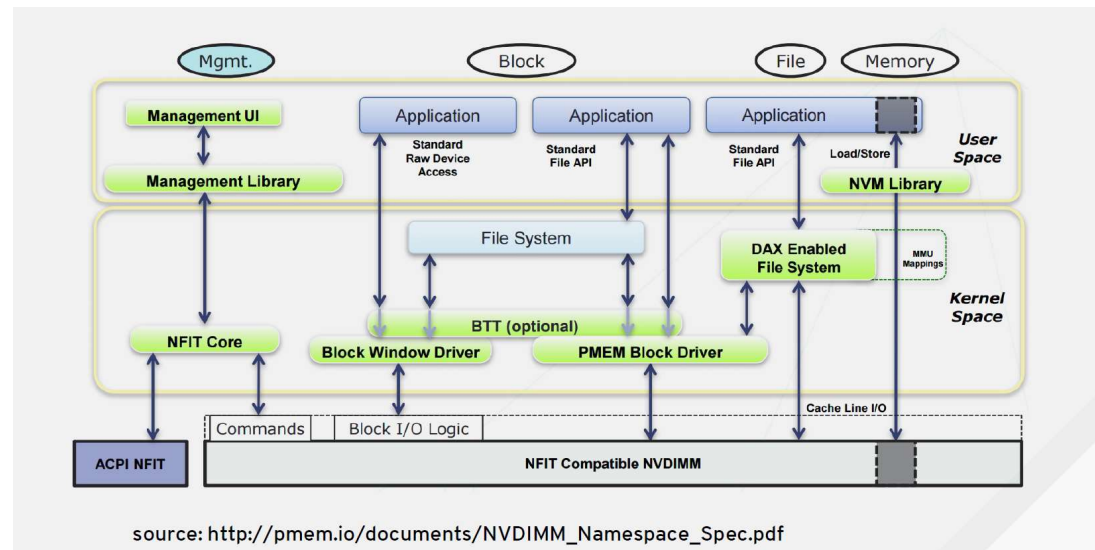 Mgmt.
Block
File
Memory
Management UI
Application
Application
Application
User
Space
Standard
Raw Device
Access
Standard
File API
Standard
File API
Load/Store
Management Library
NVM Library
File System
DAX Enabled
File System
MMU
Mappings
Kernel
Space
BTT (optional)
NFIT Core
Block Window Driver
PMEM Block Driver
Cache Line I/O
Commands
Block I/O Logic
ACPI NFIT
NFIT Compatible NVDIMM
source: http://pmem.io/documents/NVDIMM_Namespace_Spec.pdf